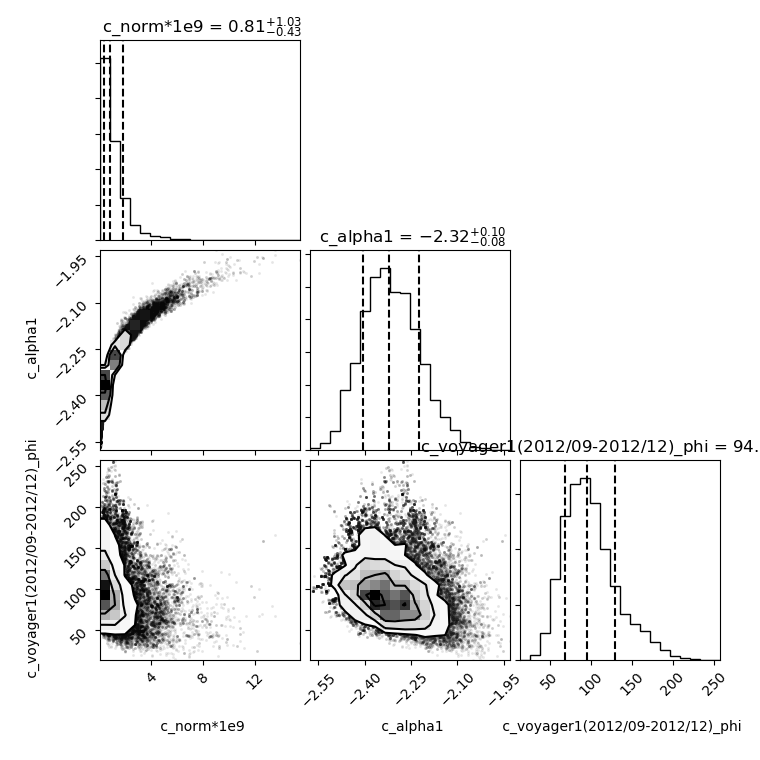 c_norm*1e9 = 0.81+1.03−0.43
c_alpha1 = −2.32+0.10−0.08
c_alpha1
−1.95
−2.10
−2.25
−2.40
−2.55
c_voyager1(2012/09-2012/12)_phi = 94.
c_voyager1(2012/09-2012/12)_phi
250
200
150
100
50
4
8
12
−2.55
−2.40
−2.25
−2.10
−1.95
50
100
150
200
250
c_norm*1e9
c_alpha1
c_voyager1(2012/09-2012/12)_phi